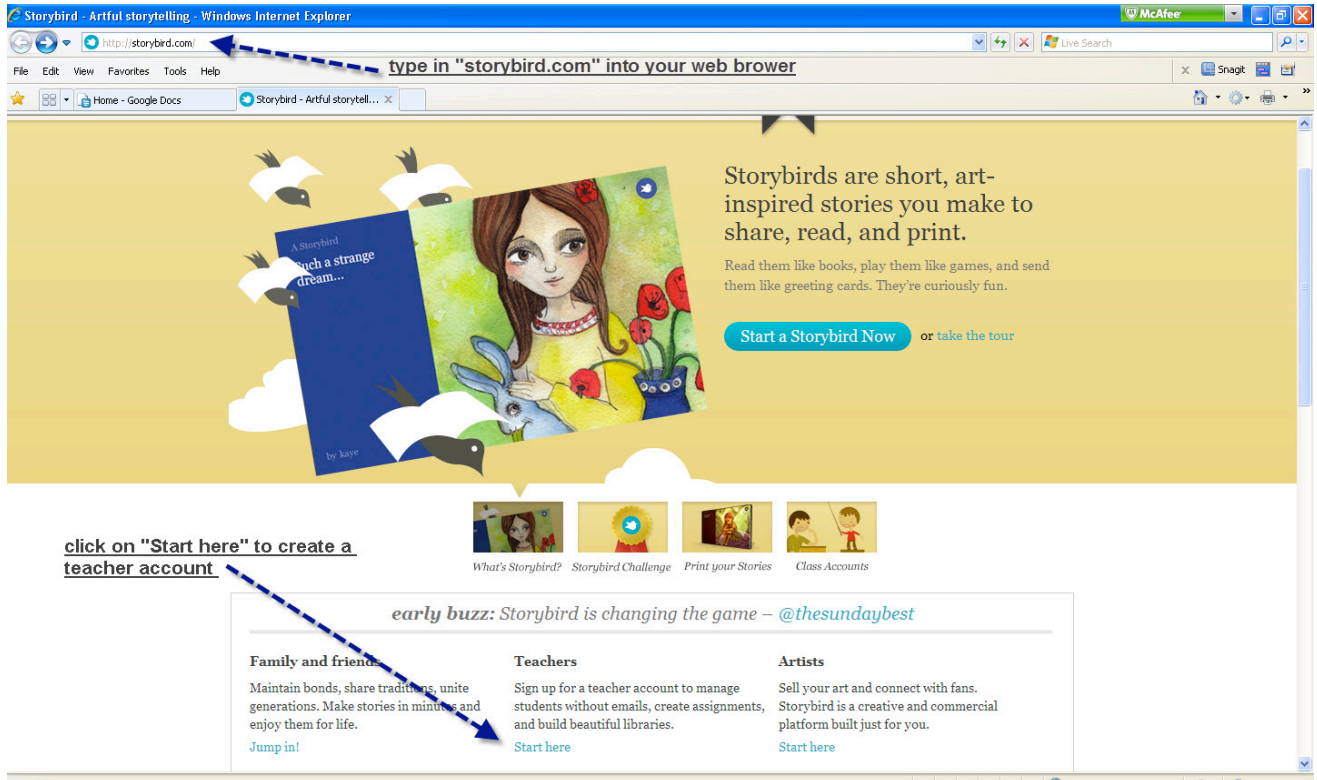 Storybird - Artful storytelling - Windows Internet Explorer
McAfee
http://storybird.com/
Live Search
type in "storybird.com" into your web brower
File Edit View Favorites Tools Help
x Snagit
Home - Google Docs
Storybird - Artful storytell... x
A Storybird
Such a strange
dream...
by kaye
Storybirds are short, art-
inspired stories you make to
share, read, and print.
Read them like books, play them like games, and send
them like greeting cards. They're curiously fun.
Start a Storybird Now or take the tour
click on "Start here" to create a
teacher account
What's Storybird? Storybird Challenge Print your Stories Class Accounts
early buzz: Storybird is changing the game – @thesundaybest
Family and friends
Maintain bonds, share traditions, unite
generations. Make stories in minutes and
enjoy them for life.
Jump in!
Teachers
Sign up for a teacher account to manage
students without emails, create assignments,
and build beautiful libraries.
Start here
Artists
Sell your art and connect with fans.
Storybird is a creative and commercial
platform built just for you.
Start here